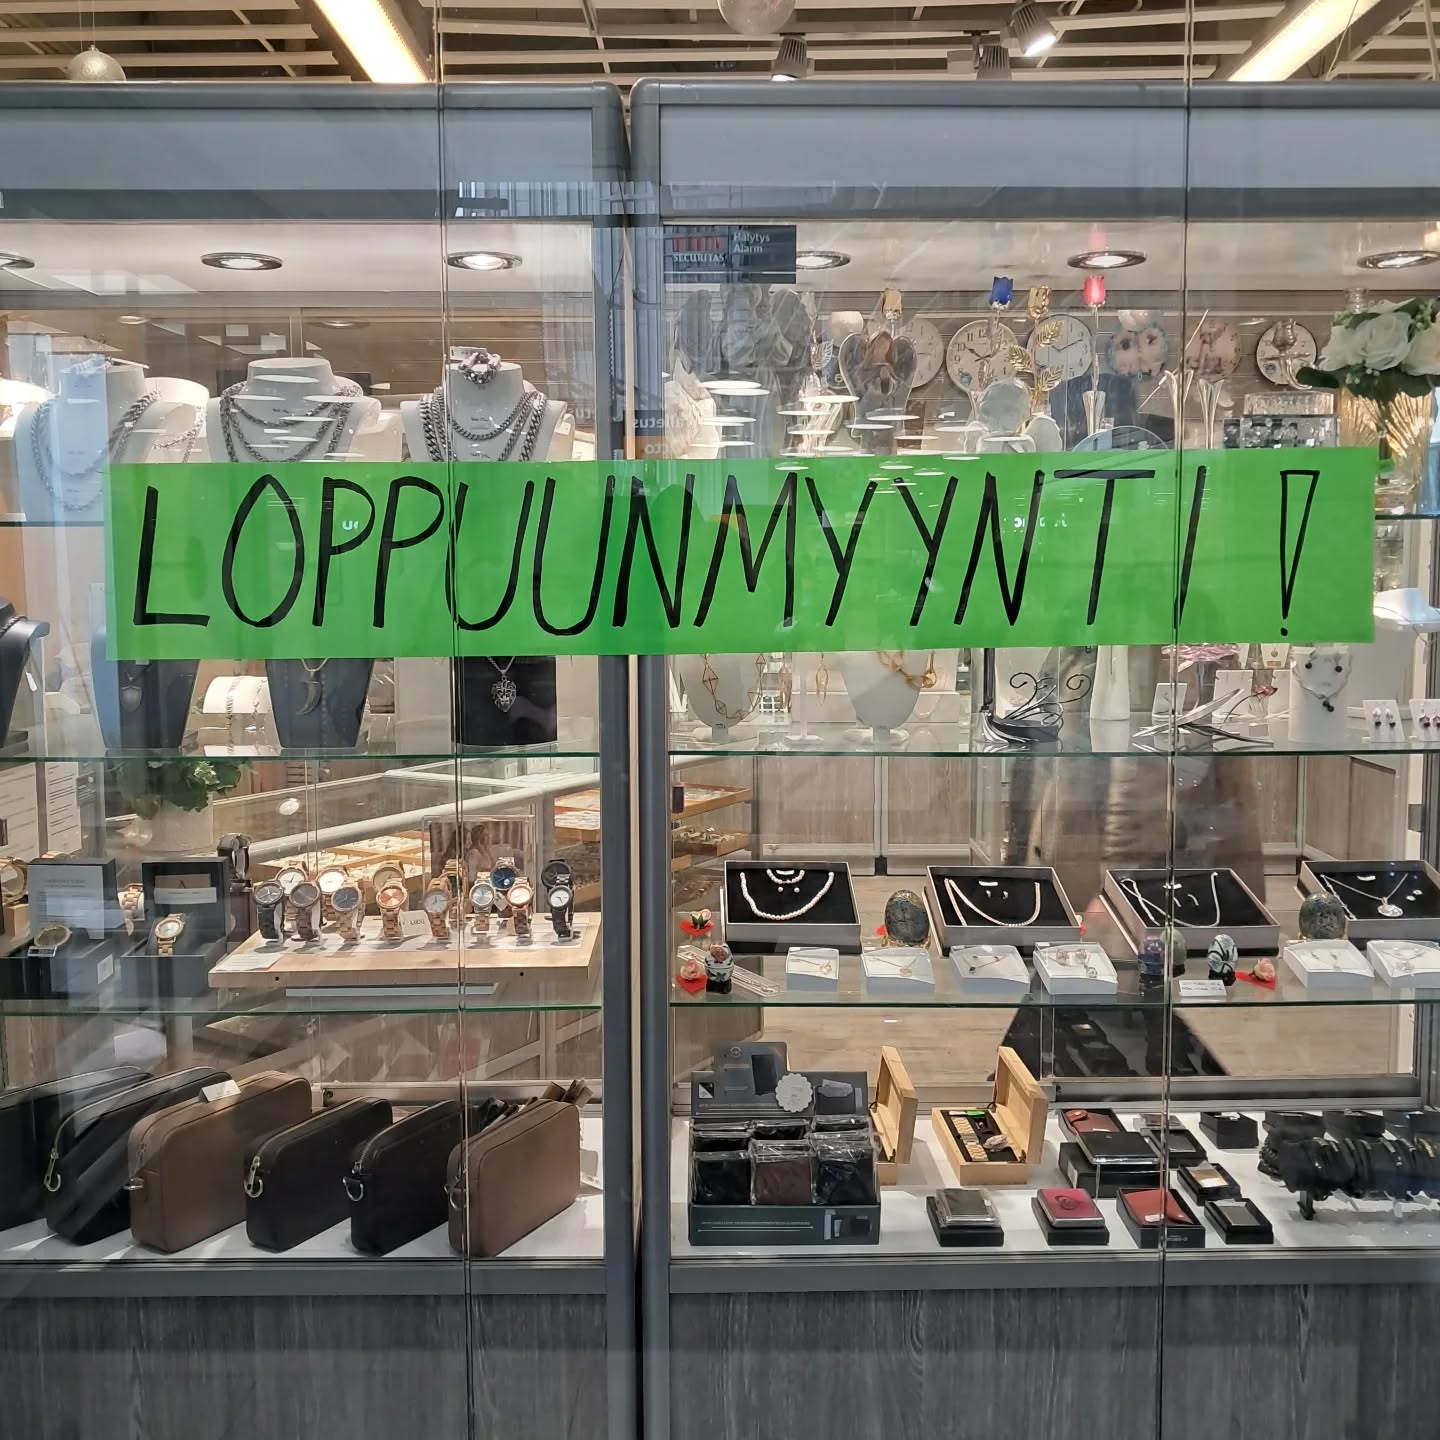 Hälytys
Alarm
SECURITAS
LOPPUUNMYYNTI!